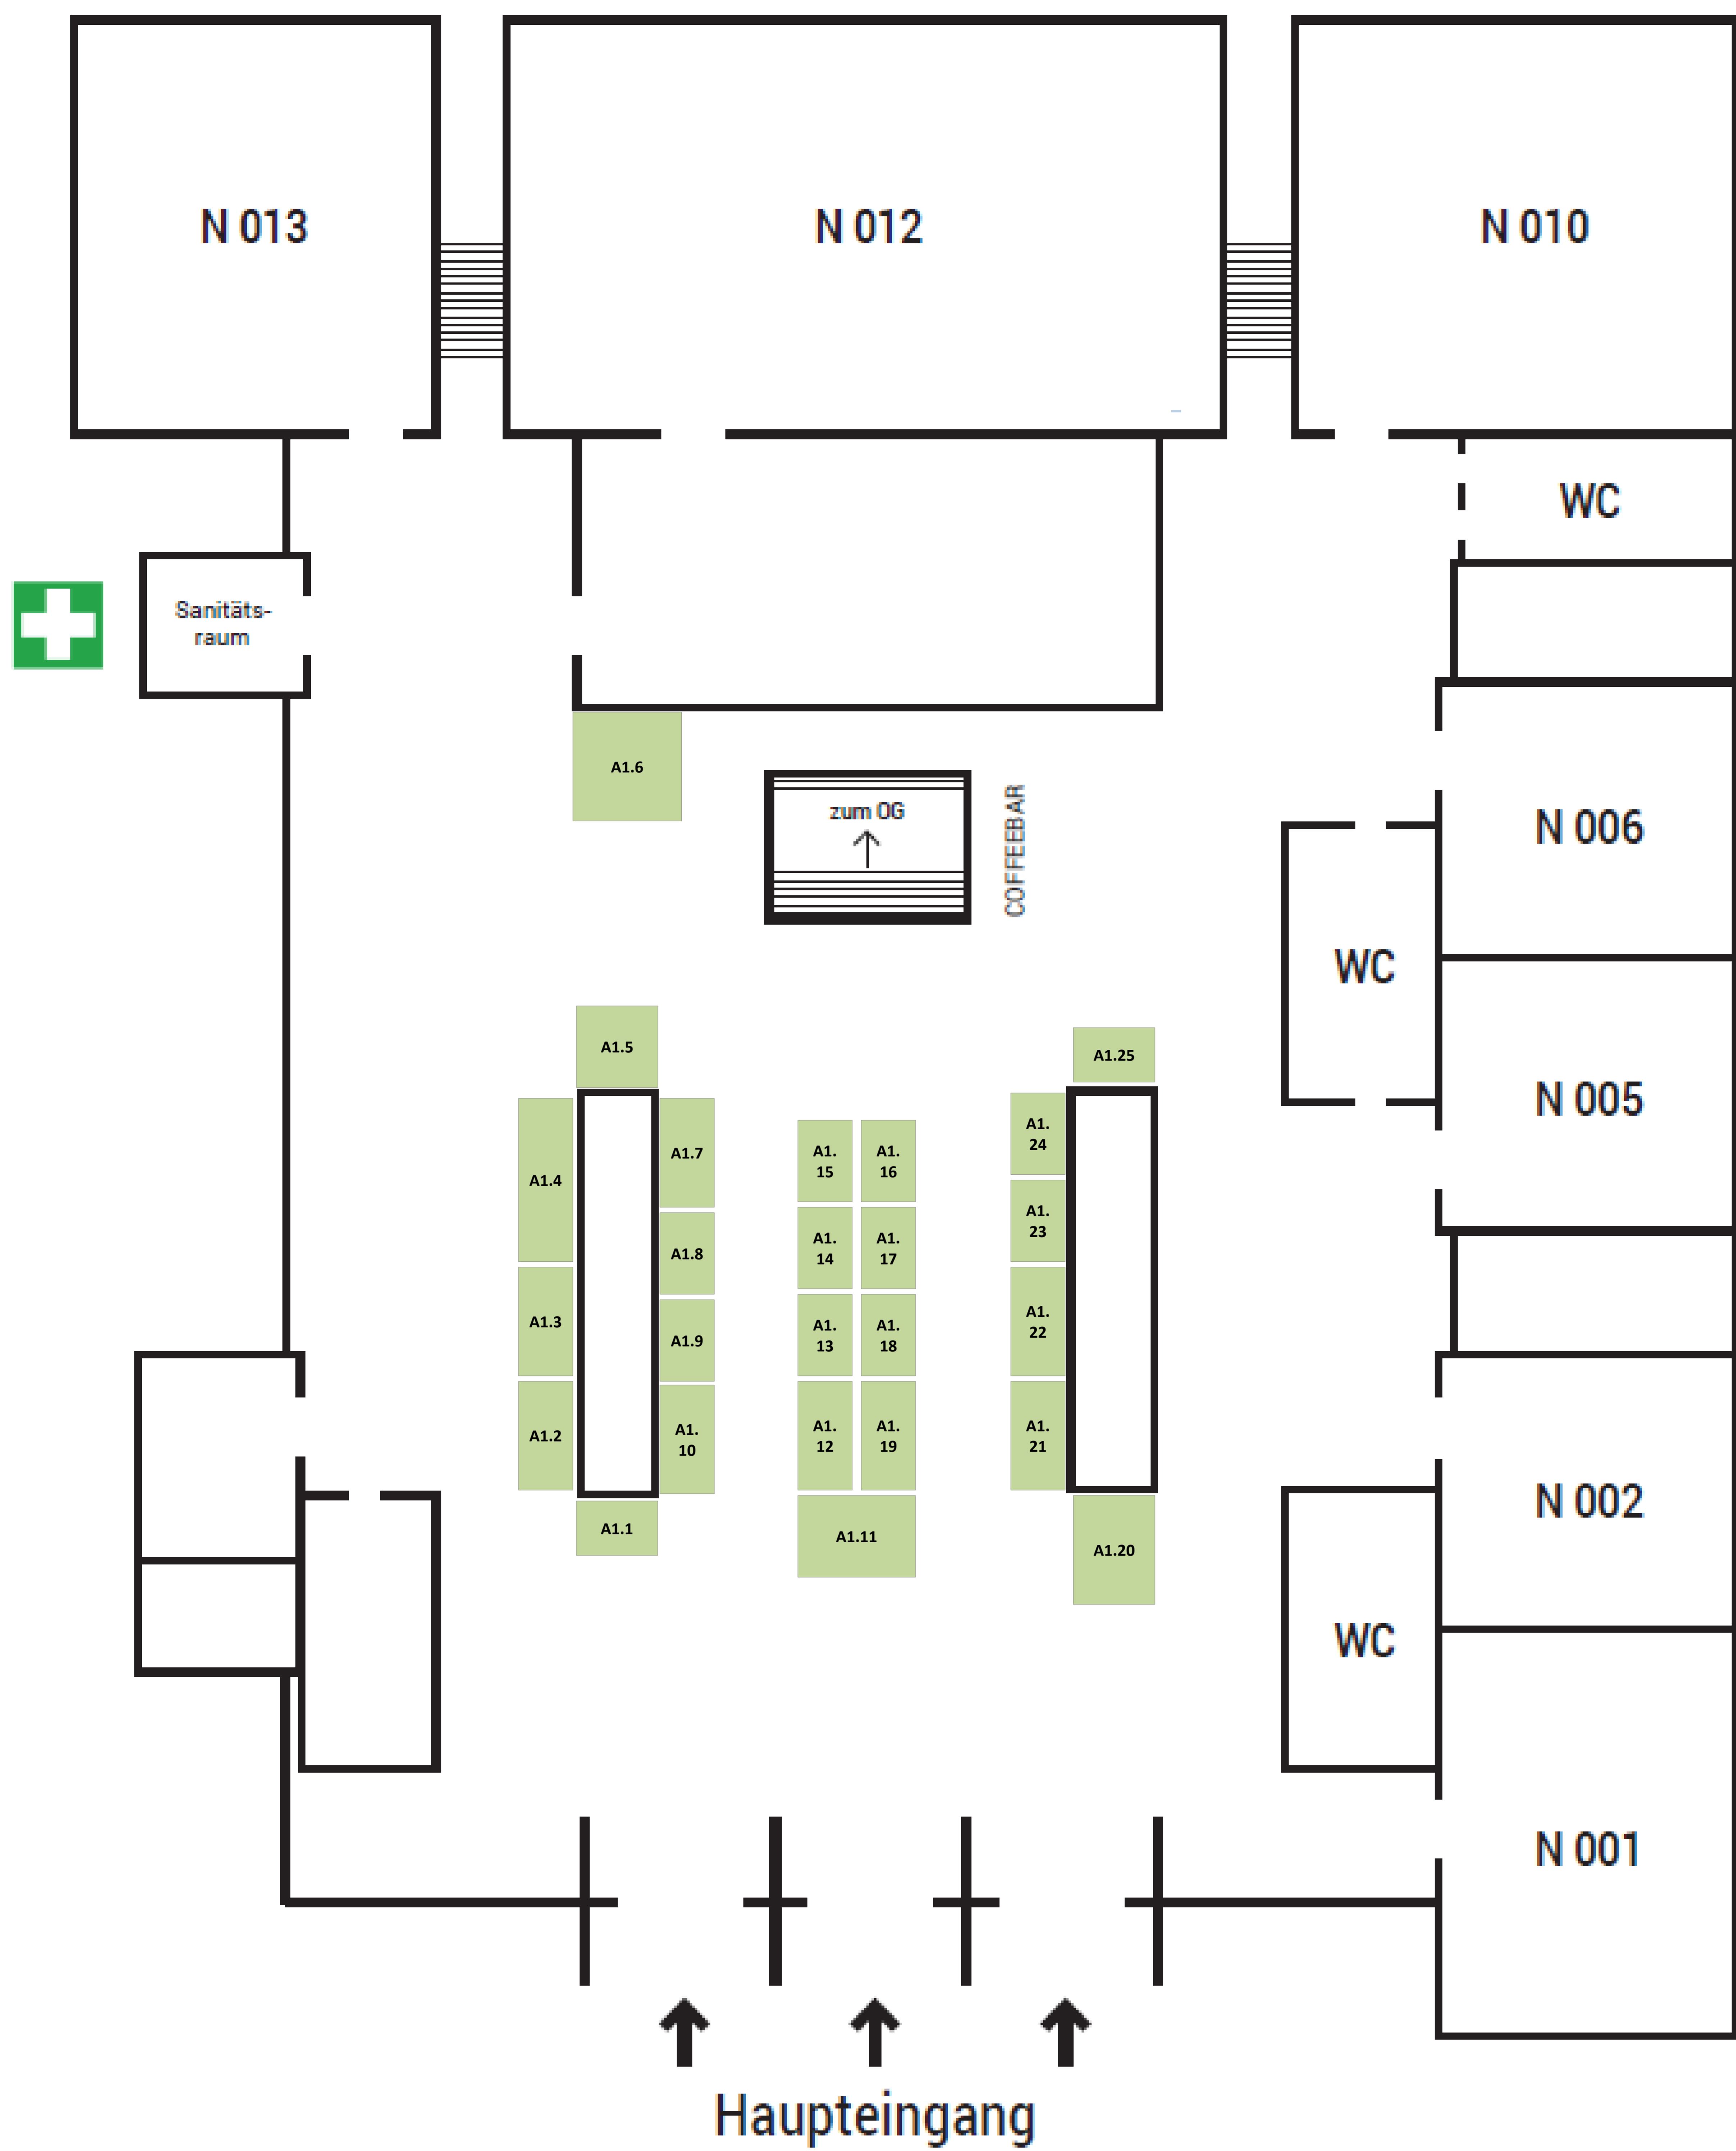 N 013
N 012
N 010
WC
Sanitäts-
raum
A1.6
zum OG
COFFEEBAR
N 006
WC
A1.5
A1.25
N 005
A1.4
A1.7
A1.
15
A1.
16
A1.
24
A1.8
A1.
14
A1.
17
A1.
23
A1.3
A1.9
A1.
13
A1.
18
A1.
22
A1.2
A1.
10
A1.
12
A1.
19
A1.
21
N 002
A1.1
A1.11
A1.20
WC
N 001
Haupteingang